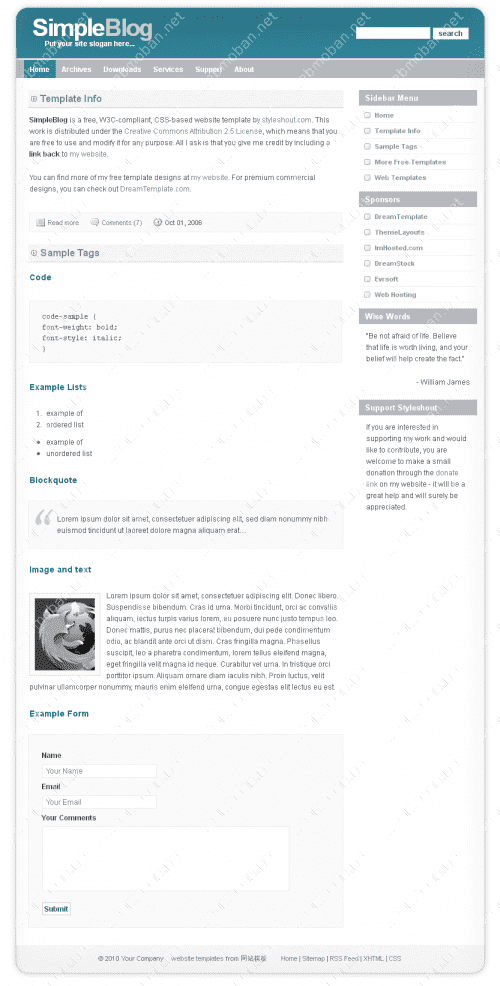 SimpleBlog
Put your site slogan here...
search
Home Archives Downloads Services Support About
Template Info
SimpleBlog is a free, W3C-compliant, CSS-based website template by styleshout.com. This
work is distributed under the Creative Commons Attribution 2.5 License, which means that you
are free to use and modify it for any purpose. All I ask is that you give me credit by including a
link back to my website.
You can find more of my free template designs at my website. For premium commercial
designs, you can check out DreamTemplate.com.
Read more Comments (7) Oct 01, 2006
Sample Tags
Code
code-sample {
font-weight: bold;
font-style: italic;
}
Example Lists
1. example of
2. ordered list
• example of
• unordered list
Blockquote
Lorem ipsum dolor sit amet, consectetuer adipiscing elit, sed diam nonummy nibh
euismod tincidunt ut laoreet dolore magna aliquam erat....
Image and text
Lorem ipsum dolor sit amet, consectetuer adipiscing elit. Donec libero.
Suspendisse bibendum. Cras id urna. Morbi tincidunt, orci ac convallis
aliquam, lectus turpis varius lorem, eu posuere nunc justo tempus leo.
Donec mattis, purus nec placerat bibendum, dui pede condimentum
odio, ac blandit ante orci ut diam. Cras fringilla magna. Phasellus
suscipit, leo a pharetra condimentum, lorem tellus eleifend magna,
eget fringilla velit magna id neque. Curabitur vel urna. In tristique orci
porttitor ipsum. Aliquam ornare diam iaculis nibh. Proin luctus, velit
pulvinar ullamcorper nonummy, mauris enim eleifend urna, congue egestas elit lectus eu est.
Example Form
Name
Your Name
Email
Your Email
Your Comments
Submit
Sidebar Menu
Home
Template Info
Sample Tags
More Free Templates
Web Templates
Sponsors
DreamTemplate
ThemeLayouts
ImHosted.com
DreamStock
Evrsoft
Web Hosting
Wise Words
"Be not afraid of life. Believe
that life is worth living, and your
belief will help create the fact."
- William James
Support Styleshout
If you are interested in
supporting my work and would
like to contribute, you are
welcome to make a small
donation through the donate
link on my website - it will be a
great help and will surely be
appreciated.
© 2010 Your Company website templates from 网站模板 Home | Sitemap | RSS Feed | XHTML | CSS